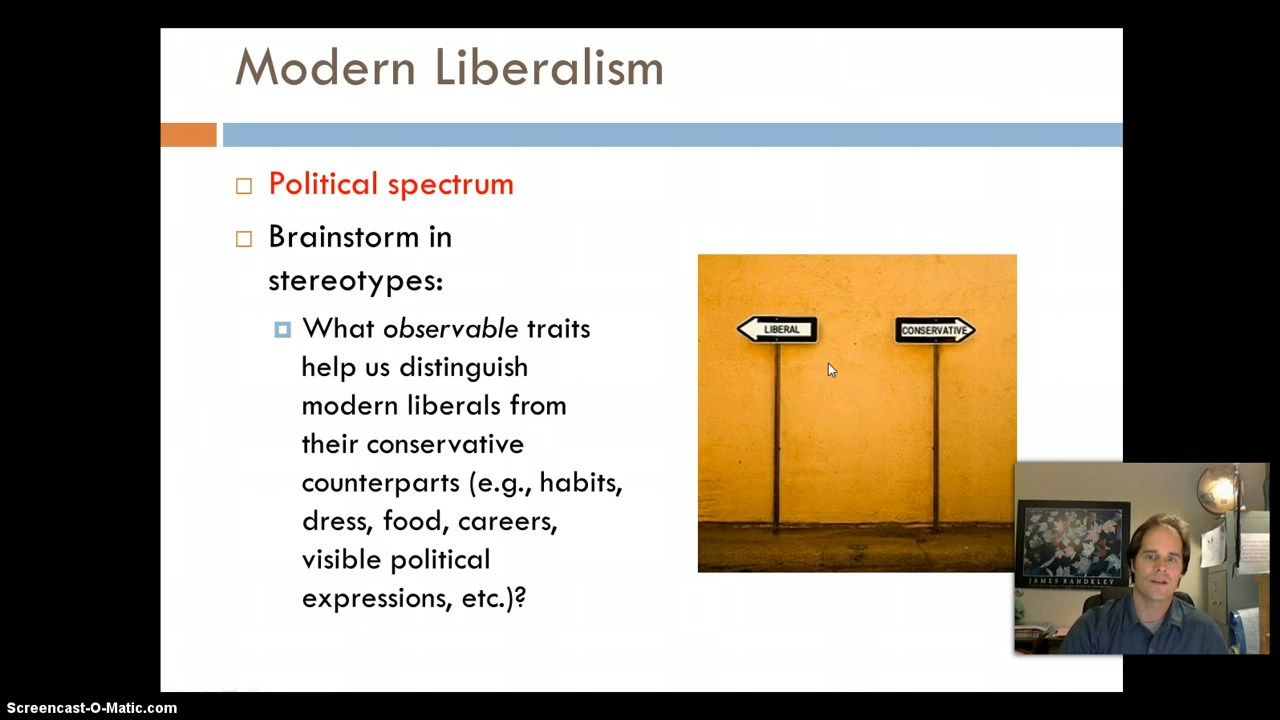 Modern Liberalism
Political spectrum
Brainstorm in
stereotypes:
What observable traits
help us distinguish
modern liberals from
their conservative
counterparts (e.g., habits,
dress, food, careers,
visible political
expressions, etc.)?
LIBERAL
CONSERVATIVE
JAMES RANDKLEV
Screencast-O-Matic.com